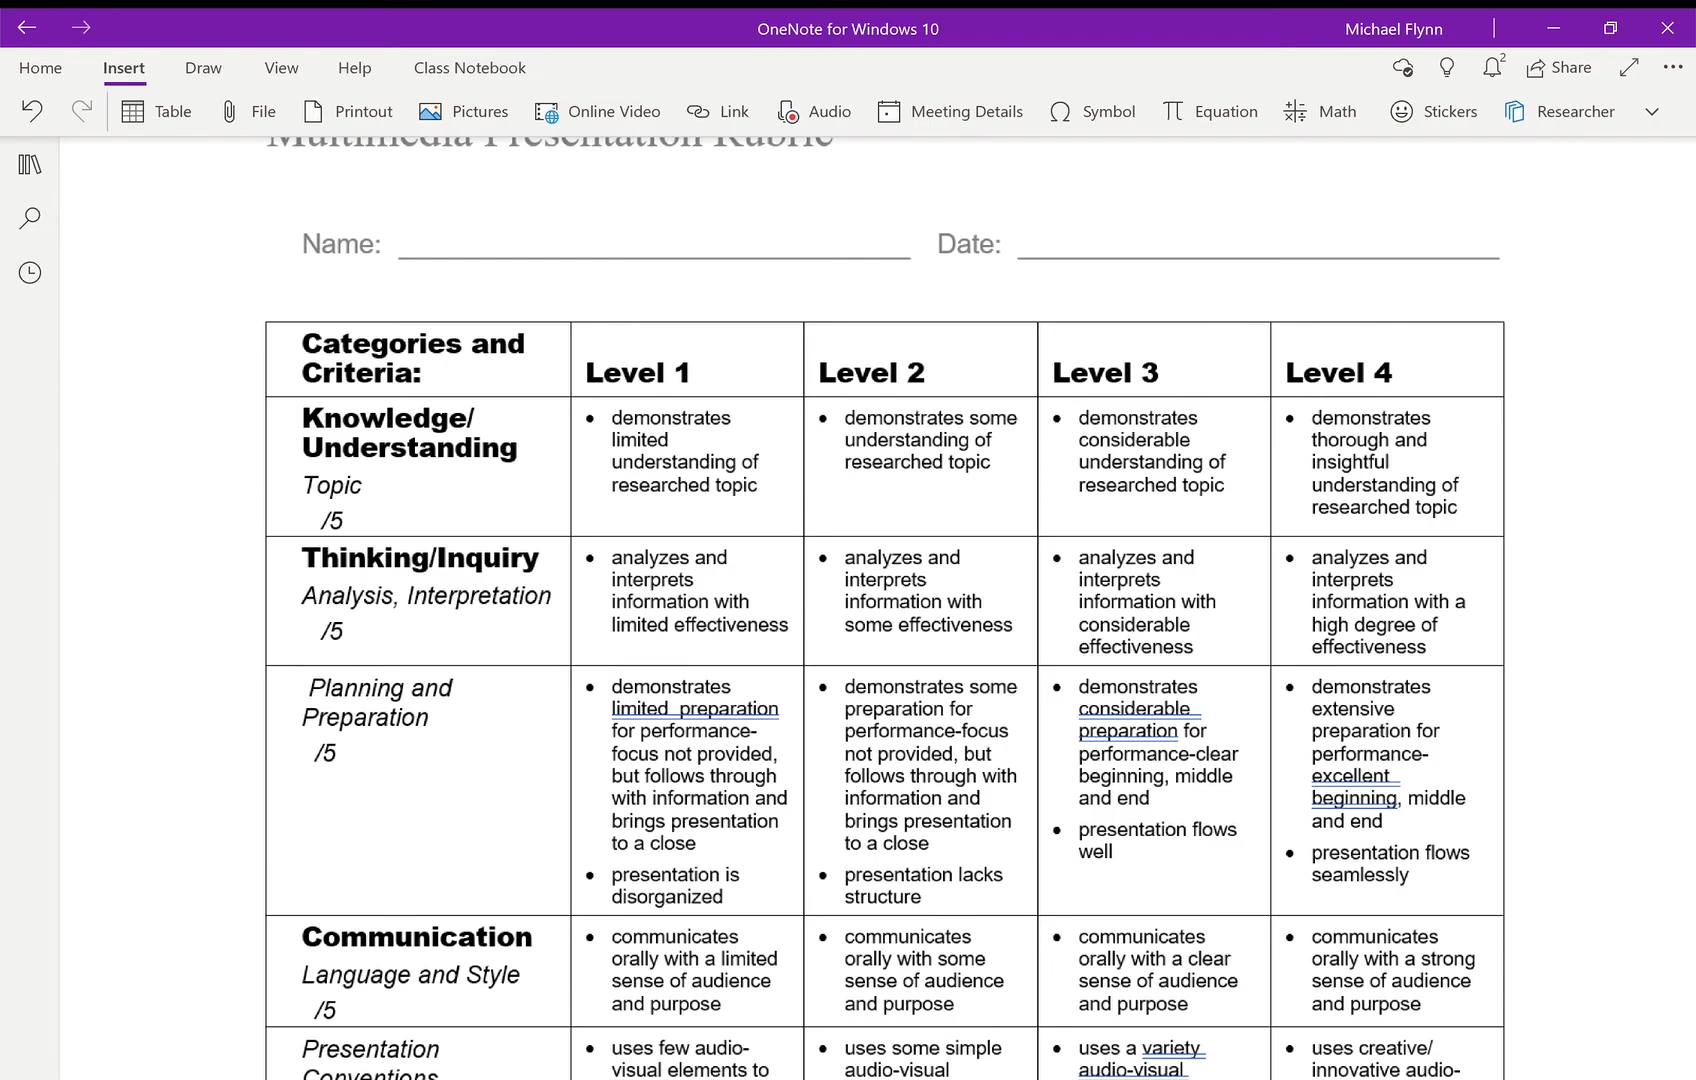 OneNote for Windows 10
Michael Flynn
Home Insert Draw View Help Class Notebook
2
Share
Table File Printout Pictures Online Video Link Audio Meeting Details Symbol Equation Math Stickers Researcher
Multimedia Presentation Rubric
Name: Date:
Categories and
Criteria:
Level 1
Level 2
Level 3
Level 4
Knowledge/
Understanding
Topic
/5
• demonstrates
limited
understanding of
researched topic
• demonstrates some
understanding of
researched topic
• demonstrates
considerable
understanding of
researched topic
• demonstrates
thorough and
insightful
understanding of
researched topic
Thinking/Inquiry
Analysis, Interpretation
/5
• analyzes and
interprets
information with
limited effectiveness
• analyzes and
interprets
information with
some effectiveness
• analyzes and
interprets
information with
considerable
effectiveness
• analyzes and
interprets
information with a
high degree of
effectiveness
Planning and
Preparation
/5
• demonstrates
limited preparation
for performance-
focus not provided,
but follows through
with information and
brings presentation
to a close
• presentation is
disorganized
• demonstrates some
preparation for
performance-focus
not provided, but
follows through with
information and
brings presentation
to a close
• presentation lacks
structure
• demonstrates
considerable
preparation for
performance-clear
beginning, middle
and end
• presentation flows
well
• demonstrates
extensive
preparation for
performance-
excellent
beginning, middle
and end
• presentation flows
seamlessly
Communication
Language and Style
/5
• communicates
orally with a limited
sense of audience
and purpose
• communicates
orally with some
sense of audience
and purpose
• communicates
orally with a clear
sense of audience
and purpose
• communicates
orally with a strong
sense of audience
and purpose
Presentation
Conventions
• uses few audio-
visual elements to
• uses some simple
audio-visual
• uses a variety
audio-visual
• uses creative/
innovative audio-